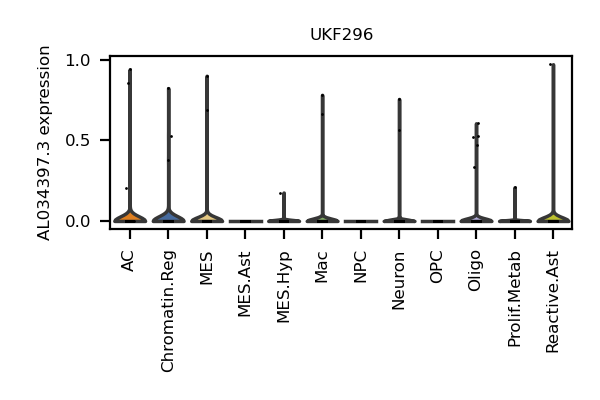 UKF296
AL034397.3 expression
1.0
0.5
0.0
AC
Chromatin.Reg
MES
MES.Ast
MES.Hyp
Mac
NPC
Neuron
OPC
Oligo
Prolif.Metab
Reactive.Ast